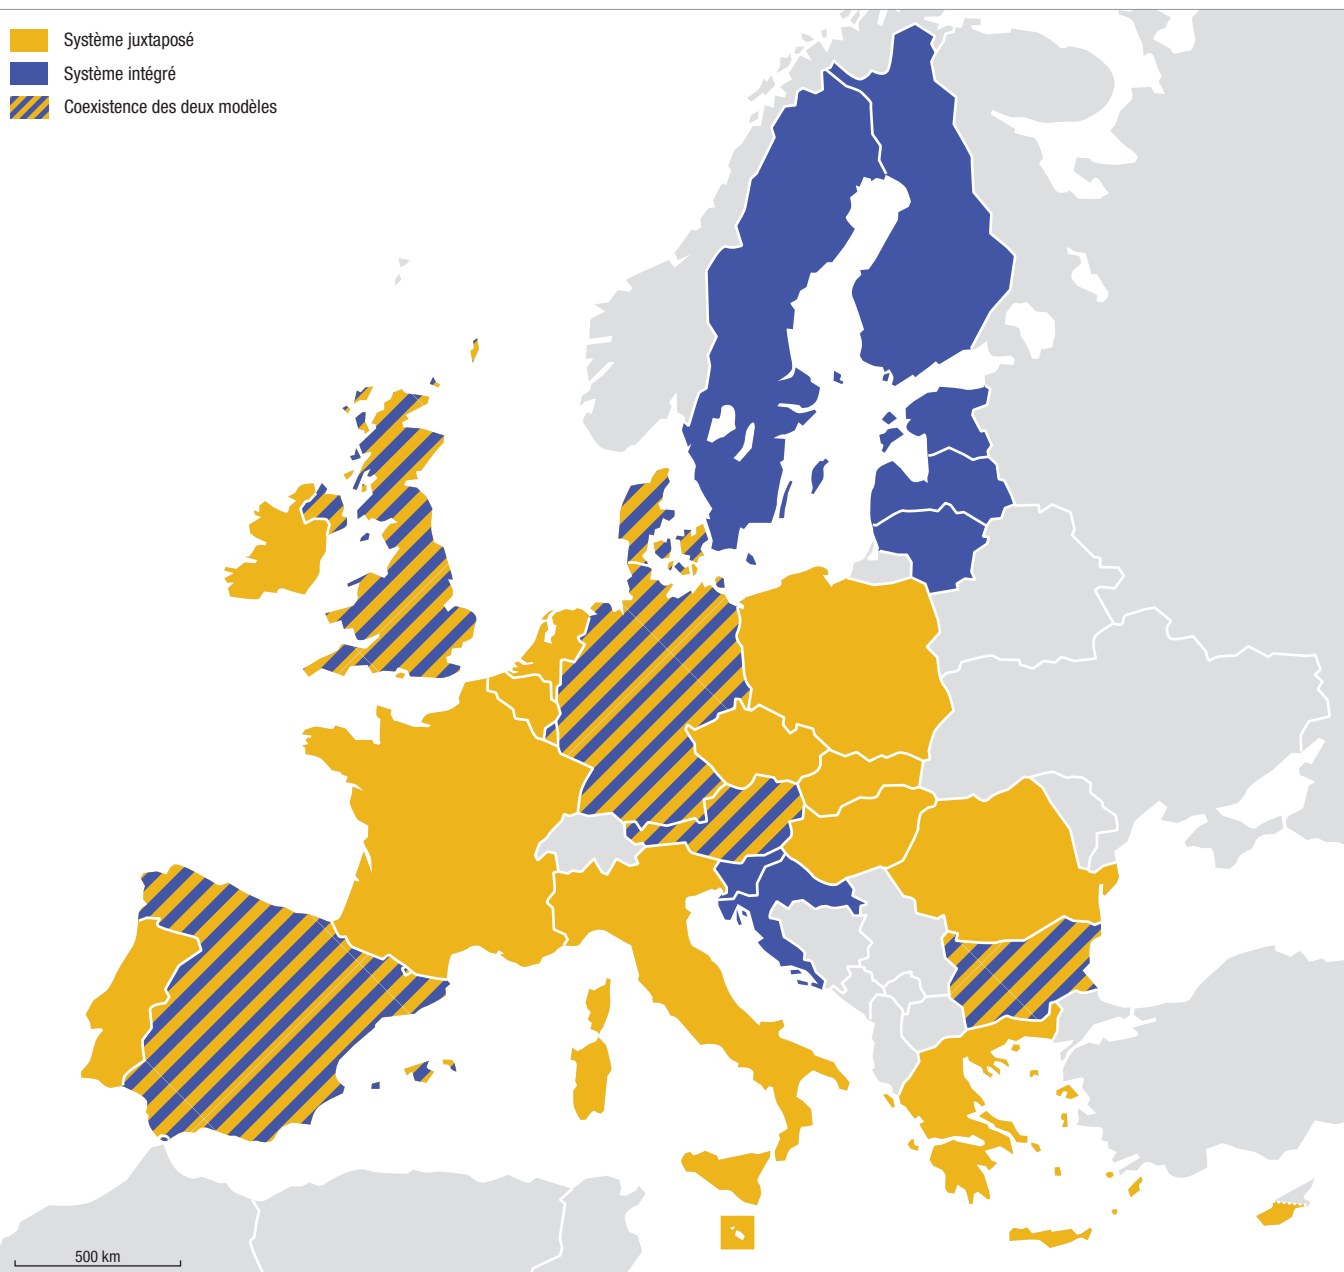 Système juxtaposé
Système intégré
Coexistence des deux modèles
500 km